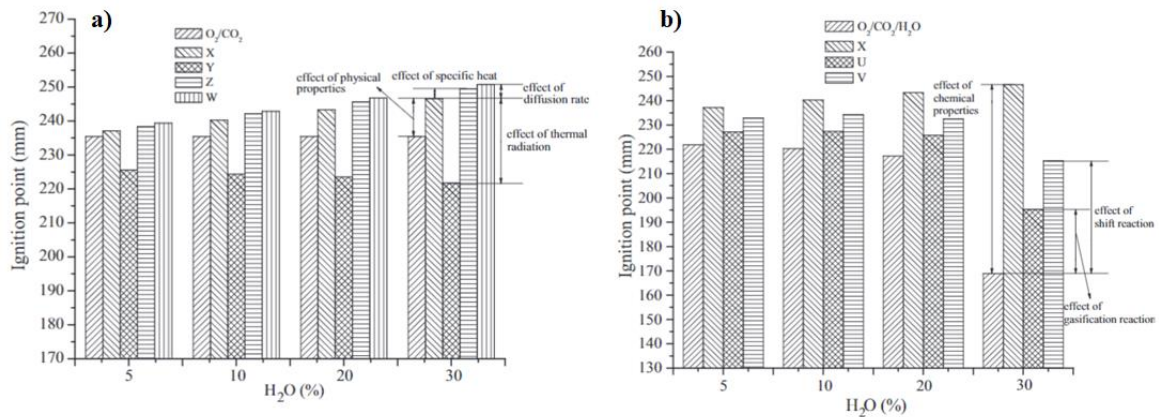 a)
O₂/CO₂
X
Y
Z
W
effect of physical
properties
effect of specific heat
effect of
diffusion rate
effect of thermal
radiation
Ignition point (mm)
270
260
250
240
230
220
210
200
190
180
170
5
10
20
30
H₂O (%)
b)
O₂/CO₂/H₂O
X
U
V
effect of
chemical
properties
effect of
shift reaction
effect of
gasification reaction
Ignition point (mm)
260
250
240
230
220
210
200
190
180
170
160
150
140
130
5
10
20
30
H₂O (%)